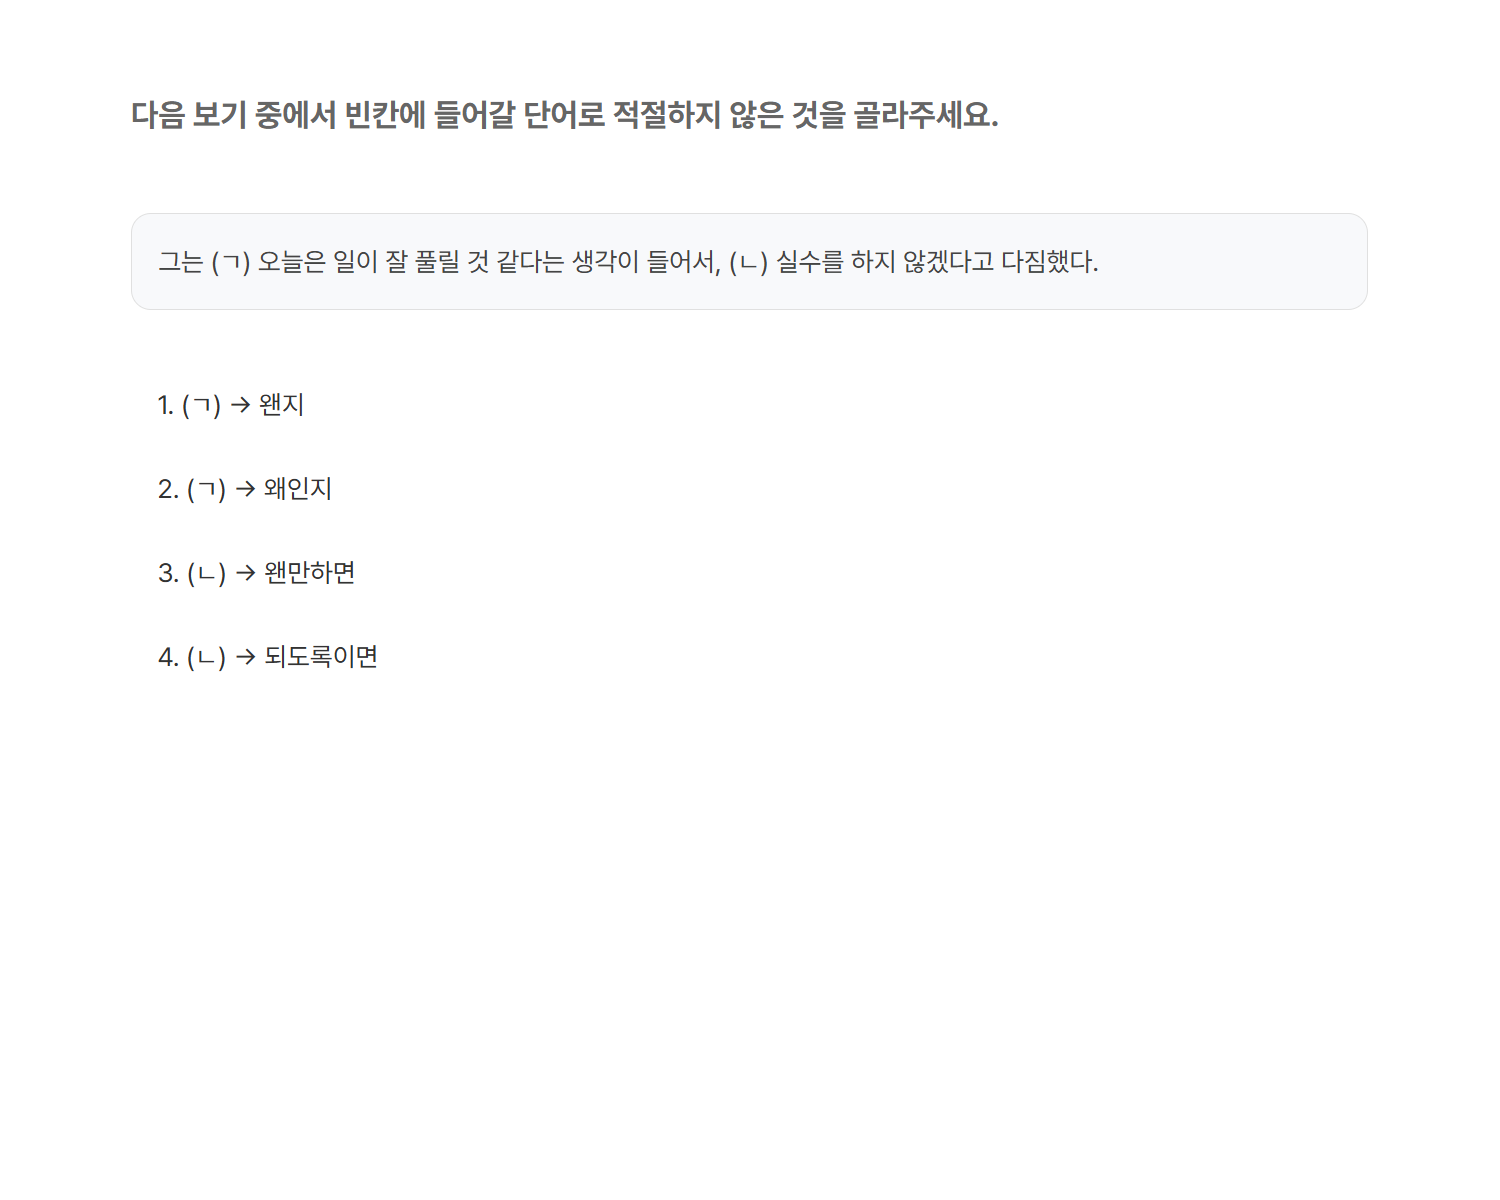 다음 보기 중에서 빈칸에 들어갈 단어로 적절하지 않은 것을 골라주세요.
그는 (ㄱ) 오늘은 일이 잘 풀릴 것 같다는 생각이 들어서, (ㄴ) 실수를 하지 않겠다고 다짐했다.
1. (ㄱ) → 왠지
2. (ㄱ) → 왜인지
3. (ㄴ) → 왠만하면
4. (ㄴ) → 되도록이면